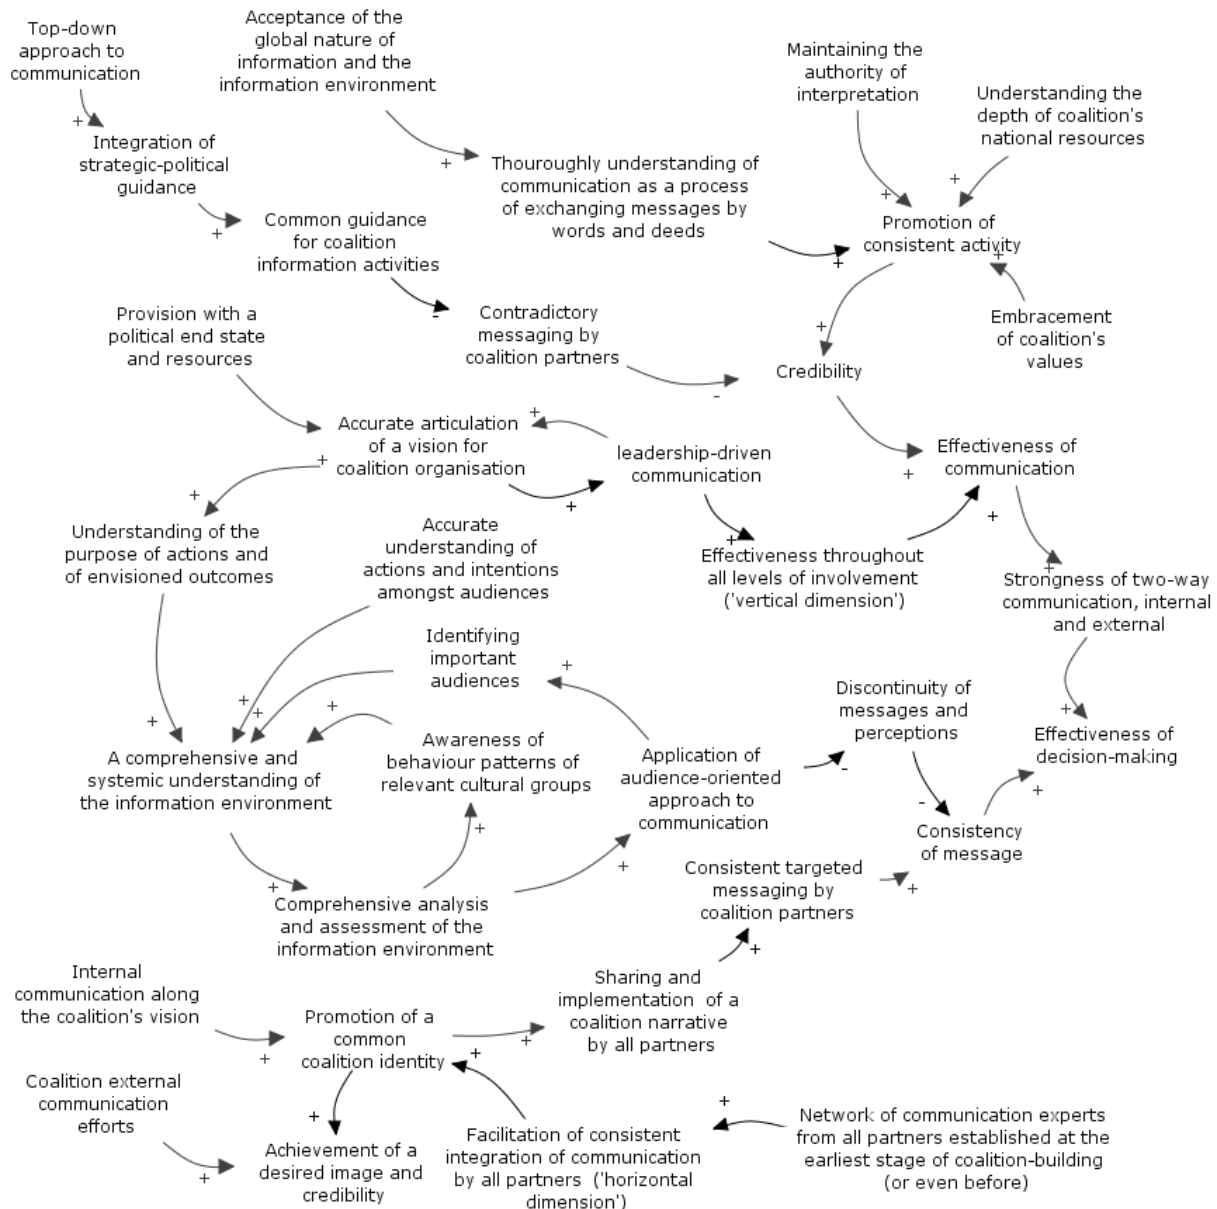 Top-down
approach to
communication
Acceptance of the
global nature of
information and the
information environment
Maintaining the
authority of
interpretation
Understanding the
depth of coalition's
national resources
+
Integration of
strategic-political
guidance
+
Thouroughly understanding of
communication as a process
of exchanging messages by
words and deeds
+
+
+
Common guidance
for coalition
information activities
Promotion of
consistent activity
+
+
-
Provision with a
political end state
and resources
Contradictory
messaging by
coalition partners
Embracement
of coalition's
values
+
-
Credibility
+
Accurate articulation
of a vision for
coalition organisation
+
leadership-driven
communication
Effectiveness of
communication
+
+
+
+
Understanding of the
purpose of actions and
of envisioned outcomes
Accurate
understanding of
actions and intentions
amongst audiences
+
Effectiveness throughout
all levels of involvement
('vertical dimension')
+
Strongness of two-way
communication, internal
and external
Identifying
important
audiences
+
Discontinuity of
messages and
perceptions
+
+
+
+
+
Effectiveness of
decision-making
A comprehensive and
systemic understanding of
the information environment
Awareness of
behaviour patterns of
relevant cultural groups
Application of
audience-oriented
approach to
communication
-
-
+
+
Consistency
of message
+
+
Consistent targeted
messaging by
coalition partners
+
Comprehensive analysis
and assessment of the
information environment
+
Internal
communication along
the coalition's vision
Sharing and
implementation of a
coalition narrative
by all partners
Promotion of a
common
coalition identity
+
+
+
Coalition external
communication
efforts
+
+
Achievement of a
desired image and
credibility
+
Facilitation of consistent
integration of communication
by all partners ('horizontal
dimension')
Network of communication experts
from all partners established at the
earliest stage of coalition-building
(or even before)